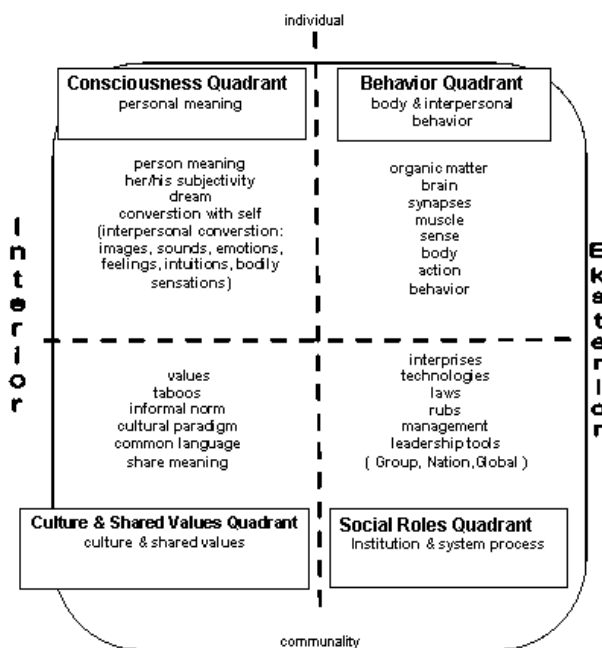 individual
Consciousness Quadrant
personal meaning
Behavior Quadrant
body & interpersonal
behavior
person meaning
her/his subjectivity
dream
converstion with self
(interpersonal converstion:
images, sounds, emotions,
feelings, intuitions, bodily
sensations)
organic matter
brain
synapses
muscle
sense
body
action
behavior
Interior
Eksterior
values
taboos
informal norm
cultural paradigm
common language
share meaning
interprises
technologies
laws
rubs
management
leadership tools
( Group, Nation,Global )
Culture & Shared Values Quadrant
culture & shared values
Social Roles Quadrant
Institution & system process
communality